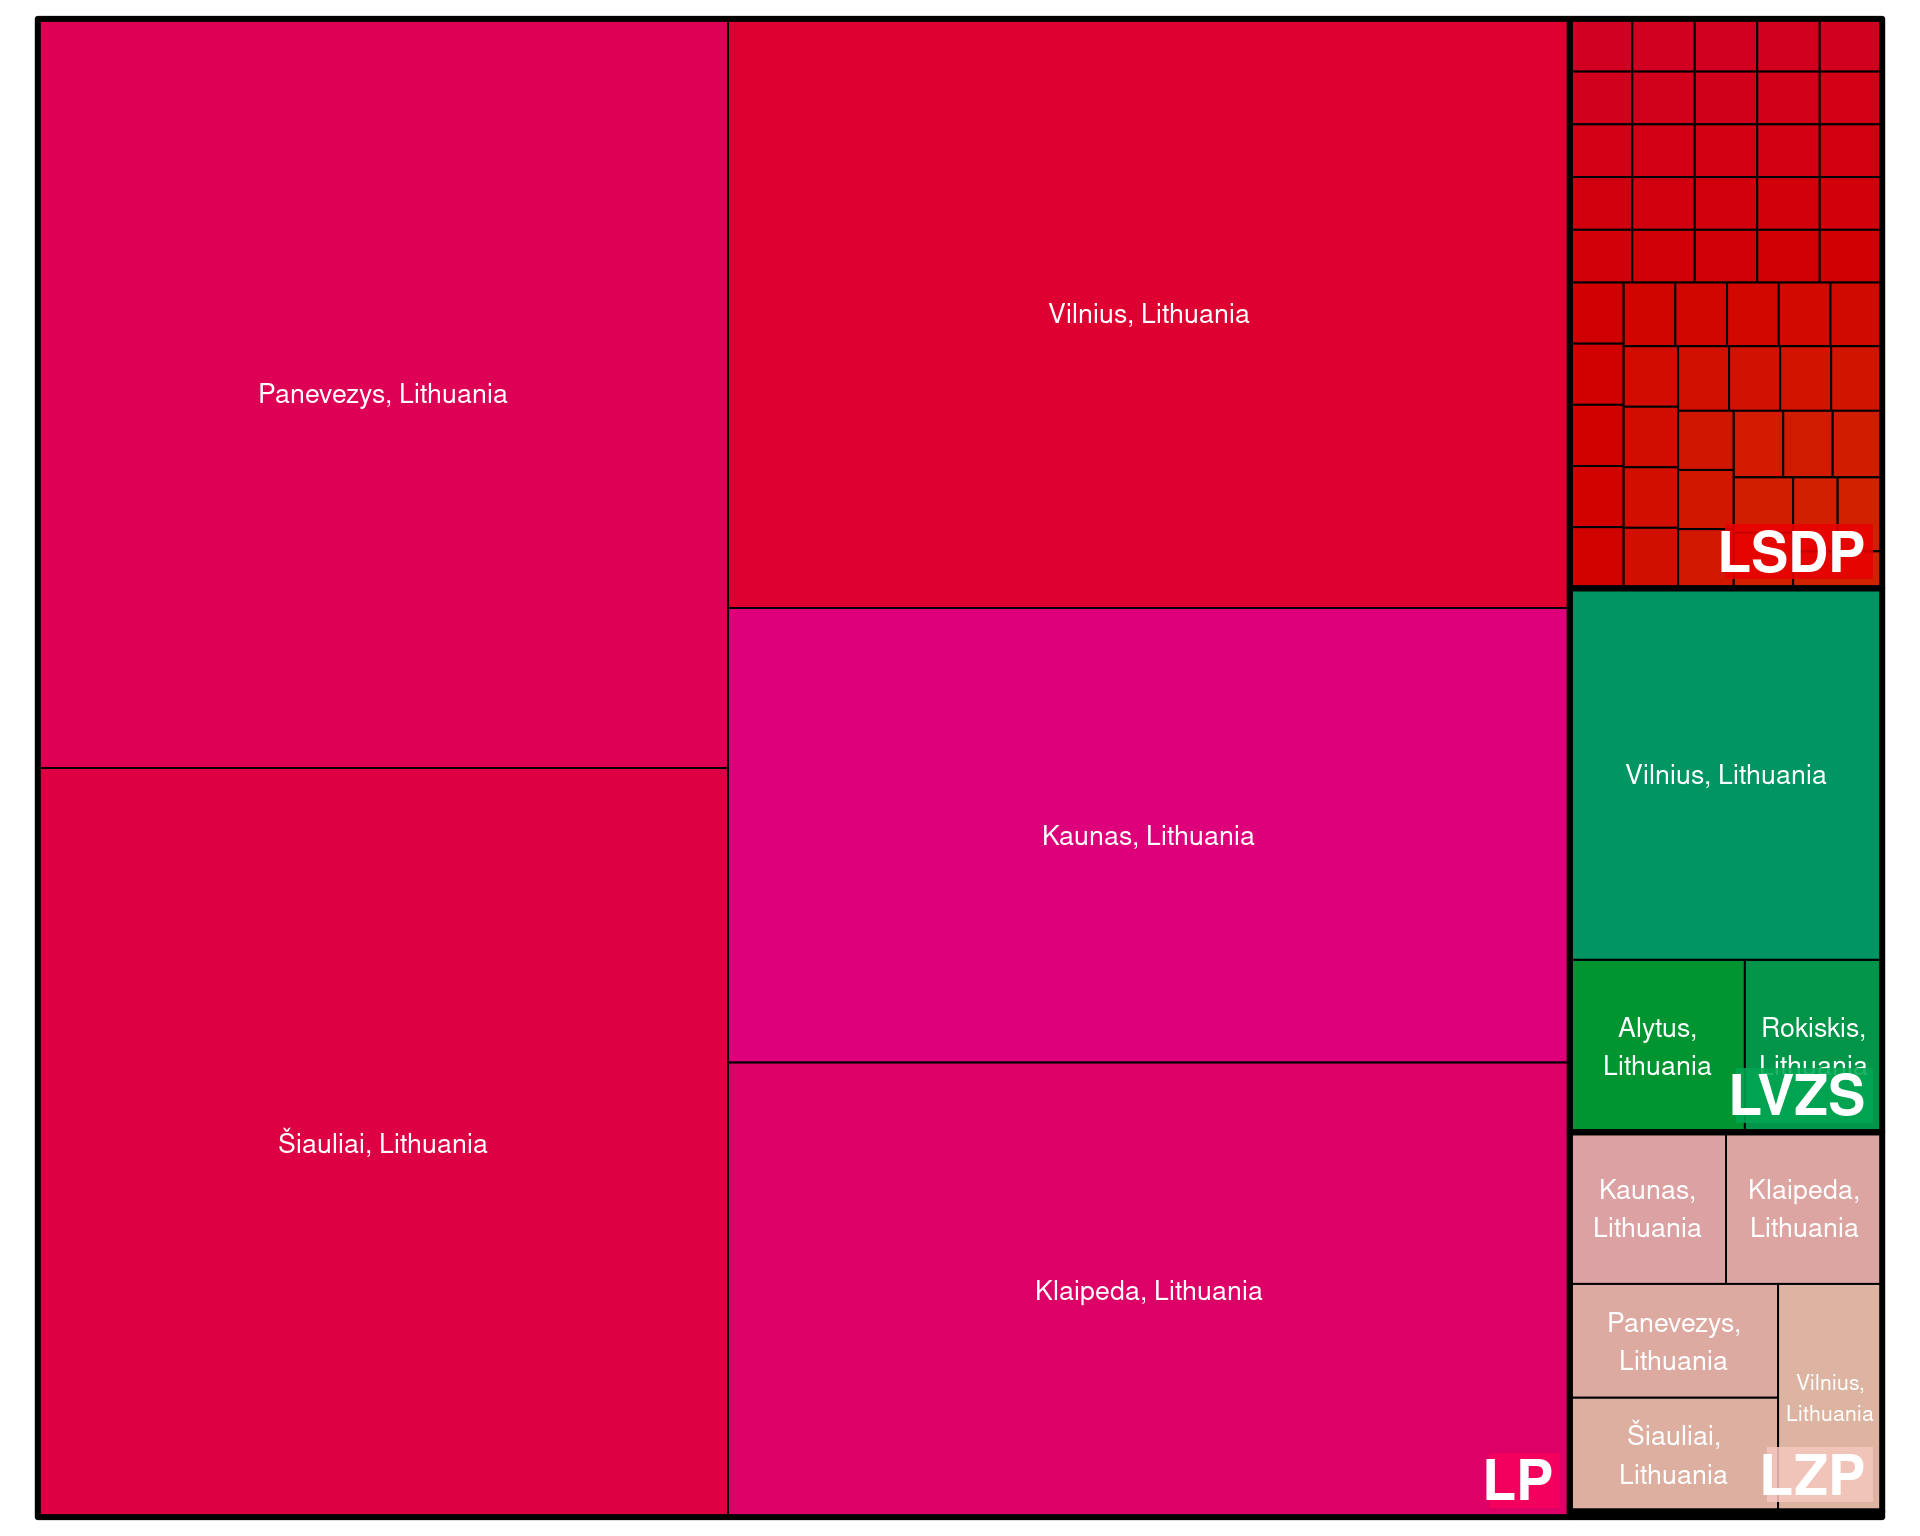 Panevezys, Lithuania
Šiauliai, Lithuania
Vilnius, Lithuania
Kaunas, Lithuania
Klaipeda, Lithuania
LP
LSDP
Vilnius, Lithuania
Alytus,
Lithuania
Rokiskis,
Lithuania
LVZS
Kaunas,
Lithuania
Klaipeda,
Lithuania
Panevezys,
Lithuania
Šiauliai,
Lithuania
Vilnius,
Lithuania
LZP